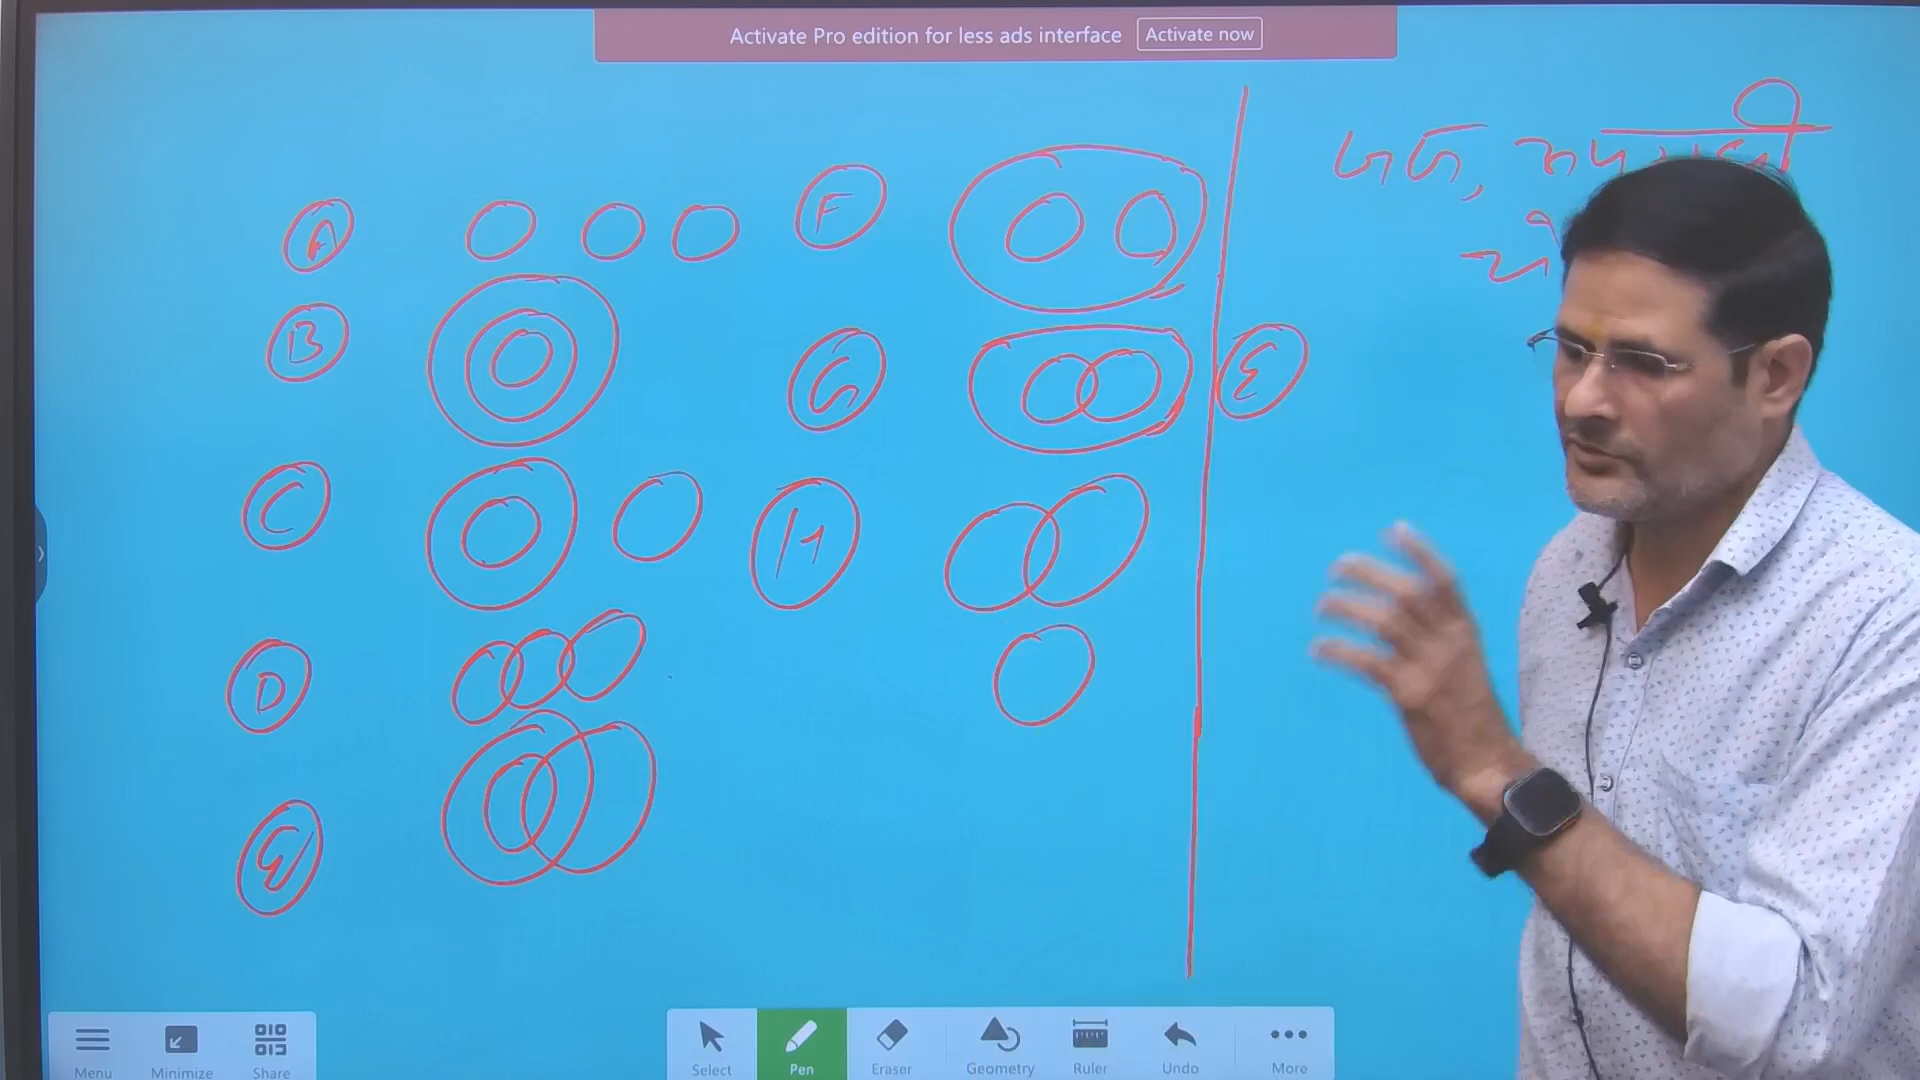 Activate Pro edition for less ads interface Activate now
A
B
C
D
E
F
G
H
E
Menu
Minimize
Share
Select
Pen
Eraser
Geometry
Ruler
Undo
More